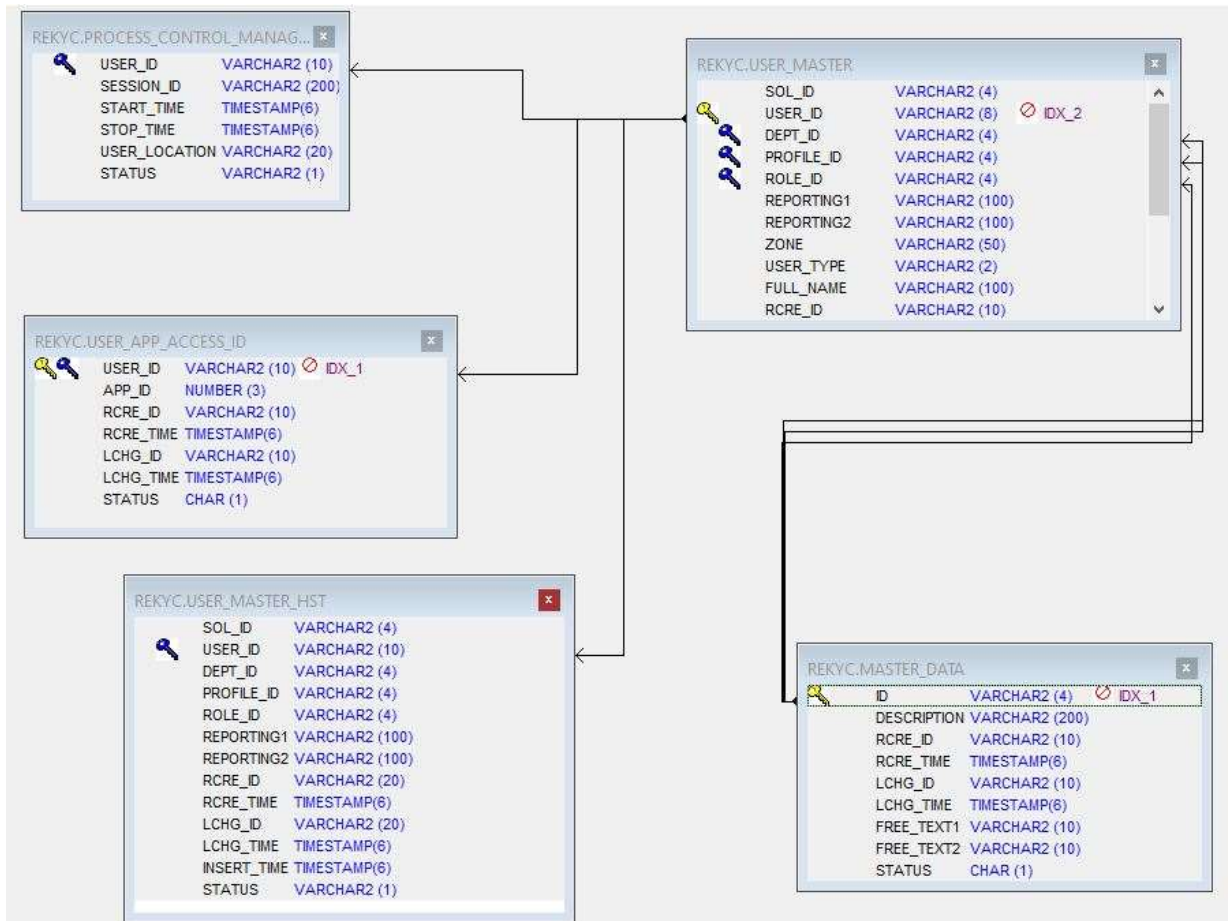 REKYC.PROCESS_CONTROL_MANAG...
USER_ID VARCHAR2 (10)
SESSION_ID VARCHAR2 (200)
START_TIME TIMESTAMP(6)
STOP_TIME TIMESTAMP(6)
USER_LOCATION VARCHAR2 (20)
STATUS VARCHAR2 (1)
REKYC.USER_MASTER
SOL_ID VARCHAR2 (4)
USER_ID VARCHAR2 (8) IDX_2
DEPT_ID VARCHAR2 (4)
PROFILE_ID VARCHAR2 (4)
ROLE_ID VARCHAR2 (4)
REPORTING1 VARCHAR2 (100)
REPORTING2 VARCHAR2 (100)
ZONE VARCHAR2 (50)
USER_TYPE VARCHAR2 (2)
FULL_NAME VARCHAR2 (100)
RCRE_ID VARCHAR2 (10)
REKYC.USER_APP_ACCESS_ID
USER_ID VARCHAR2 (10) IDX_1
APP_ID NUMBER (3)
RCRE_ID VARCHAR2 (10)
RCRE_TIME TIMESTAMP(6)
LCHG_ID VARCHAR2 (10)
LCHG_TIME TIMESTAMP(6)
STATUS CHAR (1)
REKYC.USER_MASTER_HST
SOL_ID VARCHAR2 (4)
USER_ID VARCHAR2 (10)
DEPT_ID VARCHAR2 (4)
PROFILE_ID VARCHAR2 (4)
ROLE_ID VARCHAR2 (4)
REPORTING1 VARCHAR2 (100)
REPORTING2 VARCHAR2 (100)
RCRE_ID VARCHAR2 (20)
RCRE_TIME TIMESTAMP(6)
LCHG_ID VARCHAR2 (20)
LCHG_TIME TIMESTAMP(6)
INSERT_TIME TIMESTAMP(6)
STATUS VARCHAR2 (1)
REKYC.MASTER_DATA
ID VARCHAR2 (4) IDX_1
DESCRIPTION VARCHAR2 (200)
RCRE_ID VARCHAR2 (10)
RCRE_TIME TIMESTAMP(6)
LCHG_ID VARCHAR2 (10)
LCHG_TIME TIMESTAMP(6)
FREE_TEXT1 VARCHAR2 (10)
FREE_TEXT2 VARCHAR2 (10)
STATUS CHAR (1)